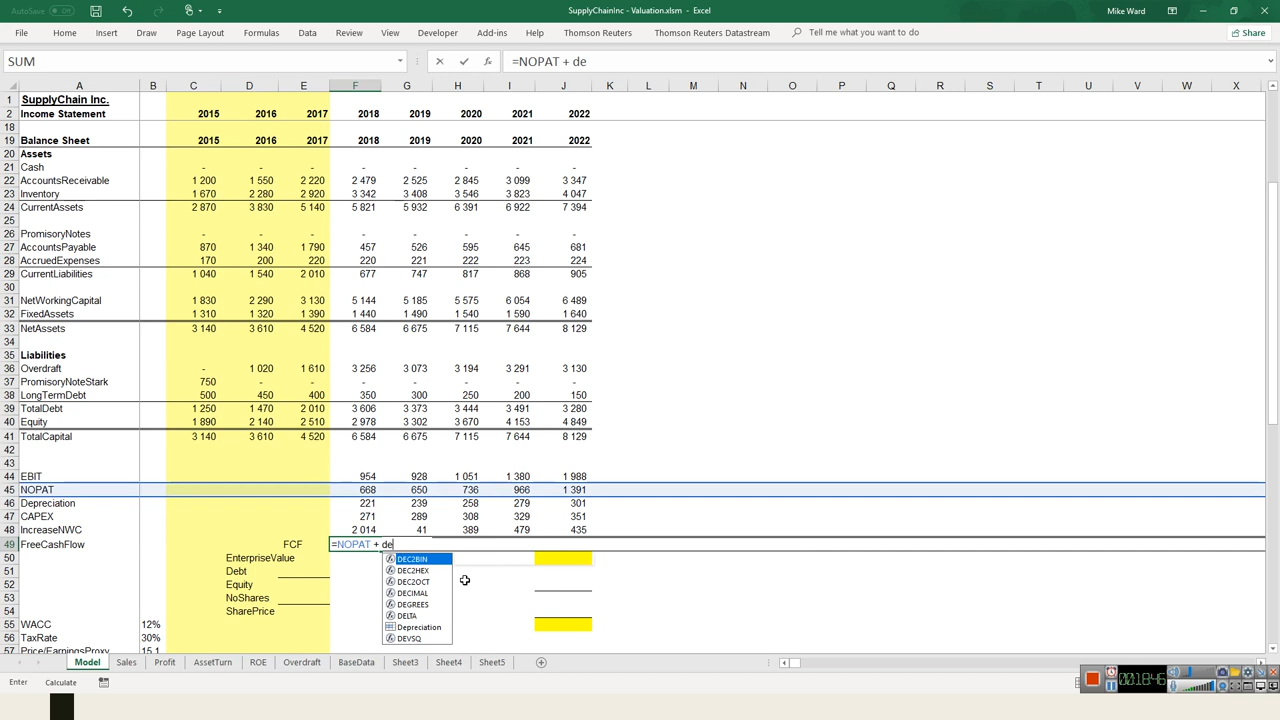 AutoSave Off
SupplyChainInc - Valuation.xlsm - Excel
Mike Ward
File Home Insert Draw Page Layout Formulas Data Review View Developer Add-ins Help Thomson Reuters Thomson Reuters Datastream Tell me what you want to do Share
SUM =NOPAT + de
A B C D E F G H I J K L M N O P Q R S T U V W X
1 SupplyChain Inc.
2 Income Statement 2015 2016 2017 2018 2019 2020 2021 2022
18
19 Balance Sheet 2015 2016 2017 2018 2019 2020 2021 2022
20 Assets
21 Cash - - - - - - - -
22 AccountsReceivable 1 200 1 550 2 220 2 479 2 525 2 845 3 099 3 347
23 Inventory 1 670 2 280 2 920 3 342 3 408 3 546 3 823 4 047
24 CurrentAssets 2 870 3 830 5 140 5 821 5 932 6 391 6 922 7 394
25
26 PromisoryNotes - - - - - - - -
27 AccountsPayable 870 1 340 1 790 457 526 595 645 681
28 AccruedExpenses 170 200 220 220 221 222 223 224
29 CurrentLiabilities 1 040 1 540 2 010 677 747 817 868 905
30
31 NetWorkingCapital 1 830 2 290 3 130 5 144 5 185 5 575 6 054 6 489
32 FixedAssets 1 310 1 320 1 390 1 440 1 490 1 540 1 590 1 640
33 NetAssets 3 140 3 610 4 520 6 584 6 675 7 115 7 644 8 129
34
35 Liabilities
36 Overdraft - 1 020 1 610 3 256 3 073 3 194 3 291 3 130
37 PromisoryNoteStark 750 - - - - - - -
38 LongTermDebt 500 450 400 350 300 250 200 150
39 TotalDebt 1 250 1 470 2 010 3 606 3 373 3 444 3 491 3 280
40 Equity 1 890 2 140 2 510 2 978 3 302 3 670 4 153 4 849
41 TotalCapital 3 140 3 610 4 520 6 584 6 675 7 115 7 644 8 129
42
43
44 EBIT 954 928 1 051 1 380 1 988
45 NOPAT 668 650 736 966 1 391
46 Depreciation 221 239 258 279 301
47 CAPEX 271 289 308 329 351
48 IncreaseNWC 2 014 41 389 479 435
49 FreeCashFlow FCF =NOPAT + de
50 EnterpriseValue DEC2BIN
51 Debt DEC2HEX
52 Equity DEC2OCT
53 NoShares DECIMAL
54 SharePrice DEGREES
55 WACC 12% DELTA
56 TaxRate 30% Depreciation
57 Price/EarningsProxy 15,1 DEVSQ
Model Sales Profit AssetTurn ROE Overdraft BaseData Sheet3 Sheet4 Sheet5
Enter Calculate